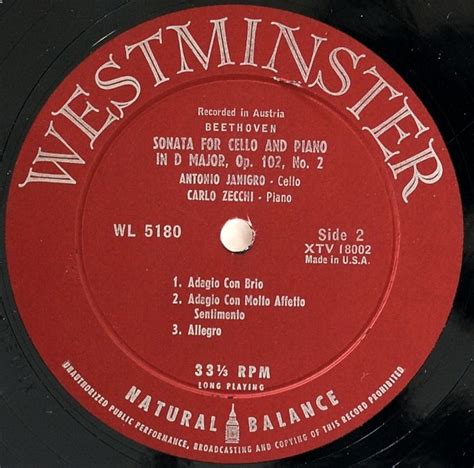 WESTMINSTER
Recorded in Austria
BEETHOVEN
SONATA FOR CELLO AND PIANO
IN D MAJOR, Op. 102, No. 2
ANTONIO JANIGRO - Cello
CARLO ZECCHI - Piano
WL 5180
Side 2
XTV 18002
Made in U.S.A.
1. Adagio Con Brio
2. Adagio Con Molto Affetto
Sentimento
3. Allegro
33⅓ RPM
LONG PLAYING
NATURAL BALANCE
UNAUTHORIZED PUBLIC PERFORMANCE, BROADCASTING AND COPYING OF THIS RECORD PROHIBITED